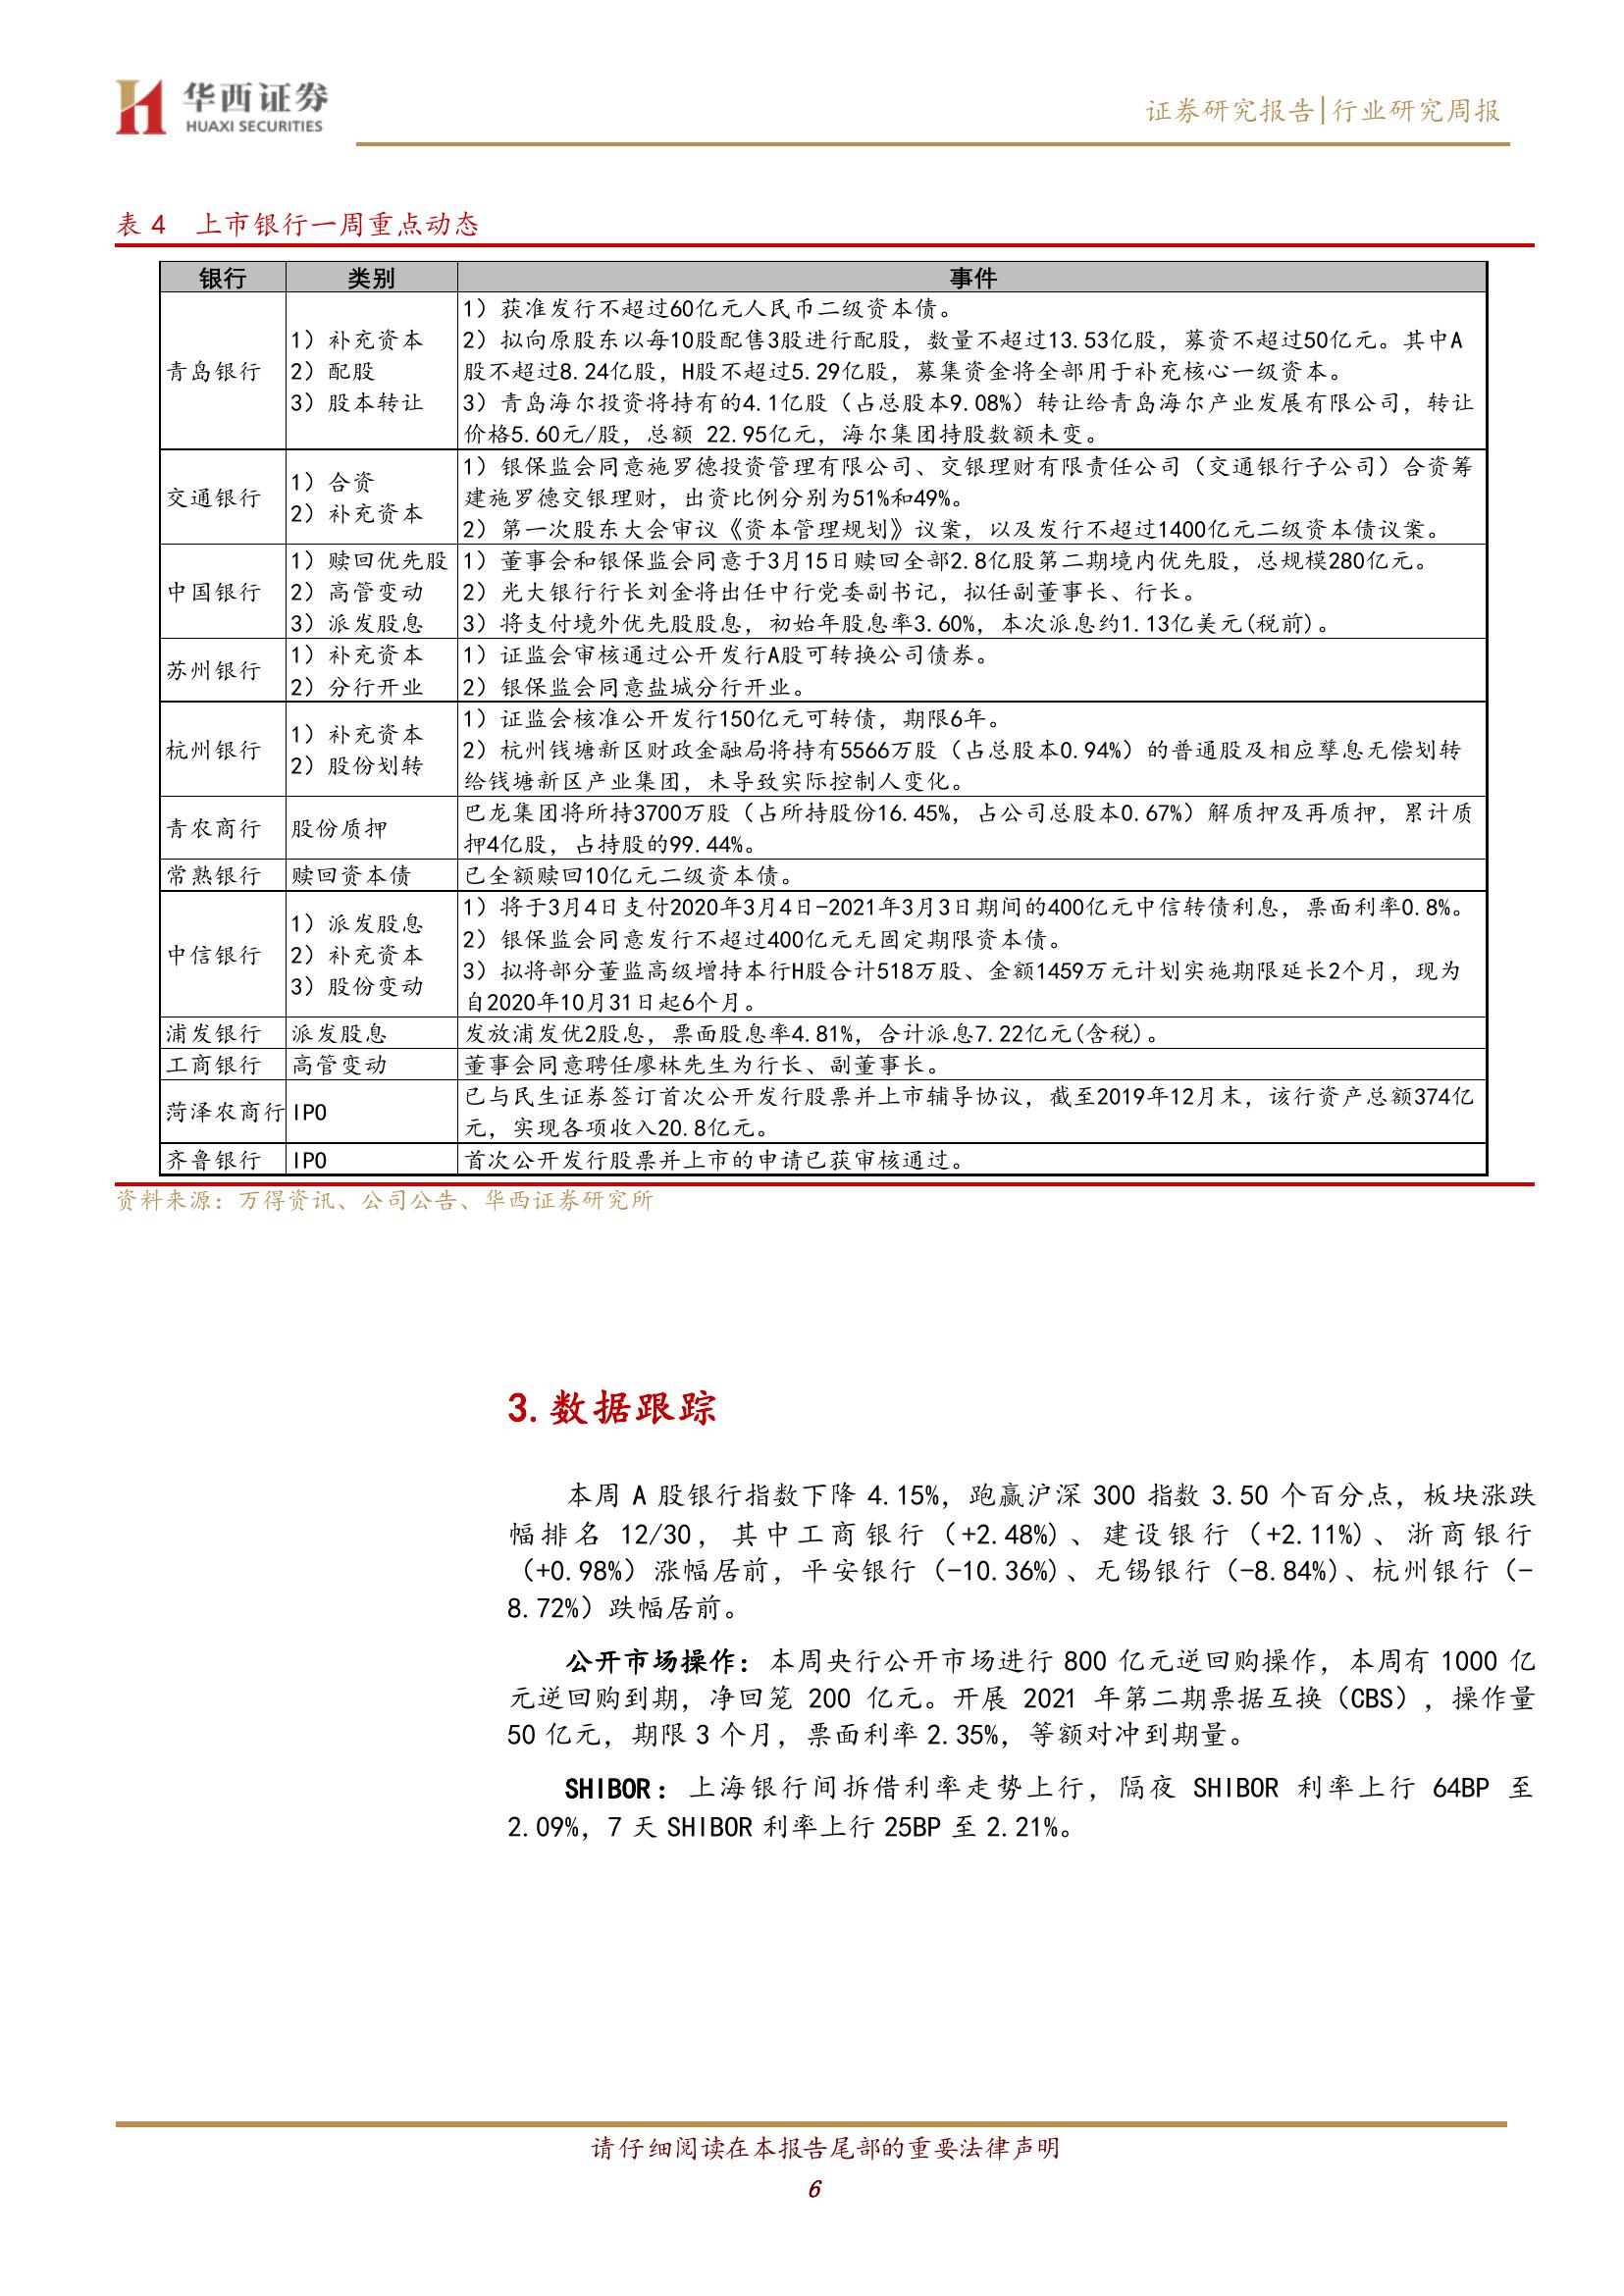 华西证券
HUAXI SECURITIES
证券研究报告|行业研究周报
表 4 上市银行一周重点动态
银行 类别 事件
青岛银行
1）补充资本
2）配股
3）股本转让
1）获准发行不超过60亿元人民币二级资本债。
2）拟向原股东以每10股配售3股进行配股，数量不超过13.53亿股，募资不超过50亿元。其中A
股不超过8.24亿股，H股不超过5.29亿股，募集资金将全部用于补充核心一级资本。
3）青岛海尔投资将持有的4.1亿股（占总股本9.08%）转让给青岛海尔产业发展有限公司，转让
价格5.60元/股，总额 22.95亿元，海尔集团持股数额未变。
交通银行
1）合资
2）补充资本
1）银保监会同意施罗德投资管理有限公司、交银理财有限责任公司（交通银行子公司）合资筹
建施罗德交银理财，出资比例分别为51%和49%。
2）第一次股东大会审议《资本管理规划》议案，以及发行不超过1400亿元二级资本债议案。
中国银行
1）赎回优先股
2）高管变动
3）派发股息
1）董事会和银保监会同意于3月15日赎回全部2.8亿股第二期境内优先股，总规模280亿元。
2）光大银行行长刘金将出任中行党委副书记，拟任副董事长、行长。
3）将支付境外优先股股息，初始年股息率3.60%，本次派息约1.13亿美元(税前)。
苏州银行
1）补充资本
2）分行开业
1）证监会审核通过公开发行A股可转换公司债券。
2）银保监会同意盐城分行开业。
杭州银行
1）补充资本
2）股份划转
1）证监会核准公开发行150亿元可转债，期限6年。
2）杭州钱塘新区财政金融局将持有5566万股（占总股本0.94%）的普通股及相应孳息无偿划转
给钱塘新区产业集团，未导致实际控制人变化。
青农商行 股份质押
巴龙集团将所持3700万股（占所持股份16.45%，占公司总股本0.67%）解质押及再质押，累计质
押4亿股，占持股的99.44%。
常熟银行 赎回资本债 已全额赎回10亿元二级资本债。
中信银行
1）派发股息
2）补充资本
3）股份变动
1）将于3月4日支付2020年3月4日-2021年3月3日期间的400亿元中信转债利息，票面利率0.8%。
2）银保监会同意发行不超过400亿元无固定期限资本债。
3）拟将部分董监高级增持本行H股合计518万股、金额1459万元计划实施期限延长2个月，现为
自2020年10月31日起6个月。
浦发银行 派发股息 发放浦发优2股息，票面股息率4.81%，合计派息7.22亿元(含税)。
工商银行 高管变动 董事会同意聘任廖林先生为行长、副董事长。
菏泽农商行 IPO
已与民生证券签订首次公开发行股票并上市辅导协议，截至2019年12月末，该行资产总额374亿
元，实现各项收入20.8亿元。
齐鲁银行 IPO 首次公开发行股票并上市的申请已获审核通过。
资料来源：万得资讯、公司公告、华西证券研究所
3.数据跟踪
本周 A 股银行指数下降 4.15%，跑赢沪深 300 指数 3.50 个百分点，板块涨跌
幅排名 12/30，其中工商银行（+2.48%)、建设银行（+2.11%)、浙商银行
（+0.98%）涨幅居前，平安银行（-10.36%)、无锡银行（-8.84%)、杭州银行（-
8.72%）跌幅居前。
公开市场操作：本周央行公开市场进行 800 亿元逆回购操作，本周有 1000 亿
元逆回购到期，净回笼 200 亿元。开展 2021 年第二期票据互换（CBS），操作量
50 亿元，期限 3 个月，票面利率 2.35%，等额对冲到期量。
SHIBOR：上海银行间拆借利率走势上行，隔夜 SHIBOR 利率上行 64BP 至
2.09%，7 天 SHIBOR 利率上行 25BP 至 2.21%。
请仔细阅读在本报告尾部的重要法律声明
6